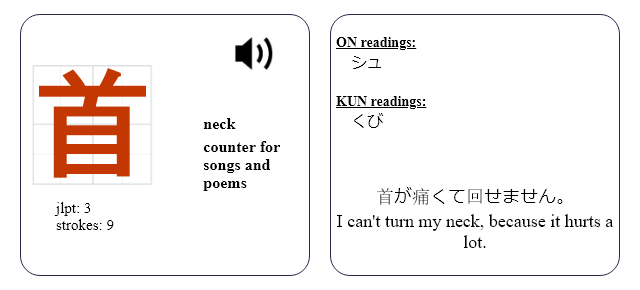 首
neck
counter for
songs and
poems
jlpt: 3
strokes: 9
ON readings:
シュ
KUN readings:
くび
首が痛くて回せません。
I can't turn my neck, because it hurts a
lot.